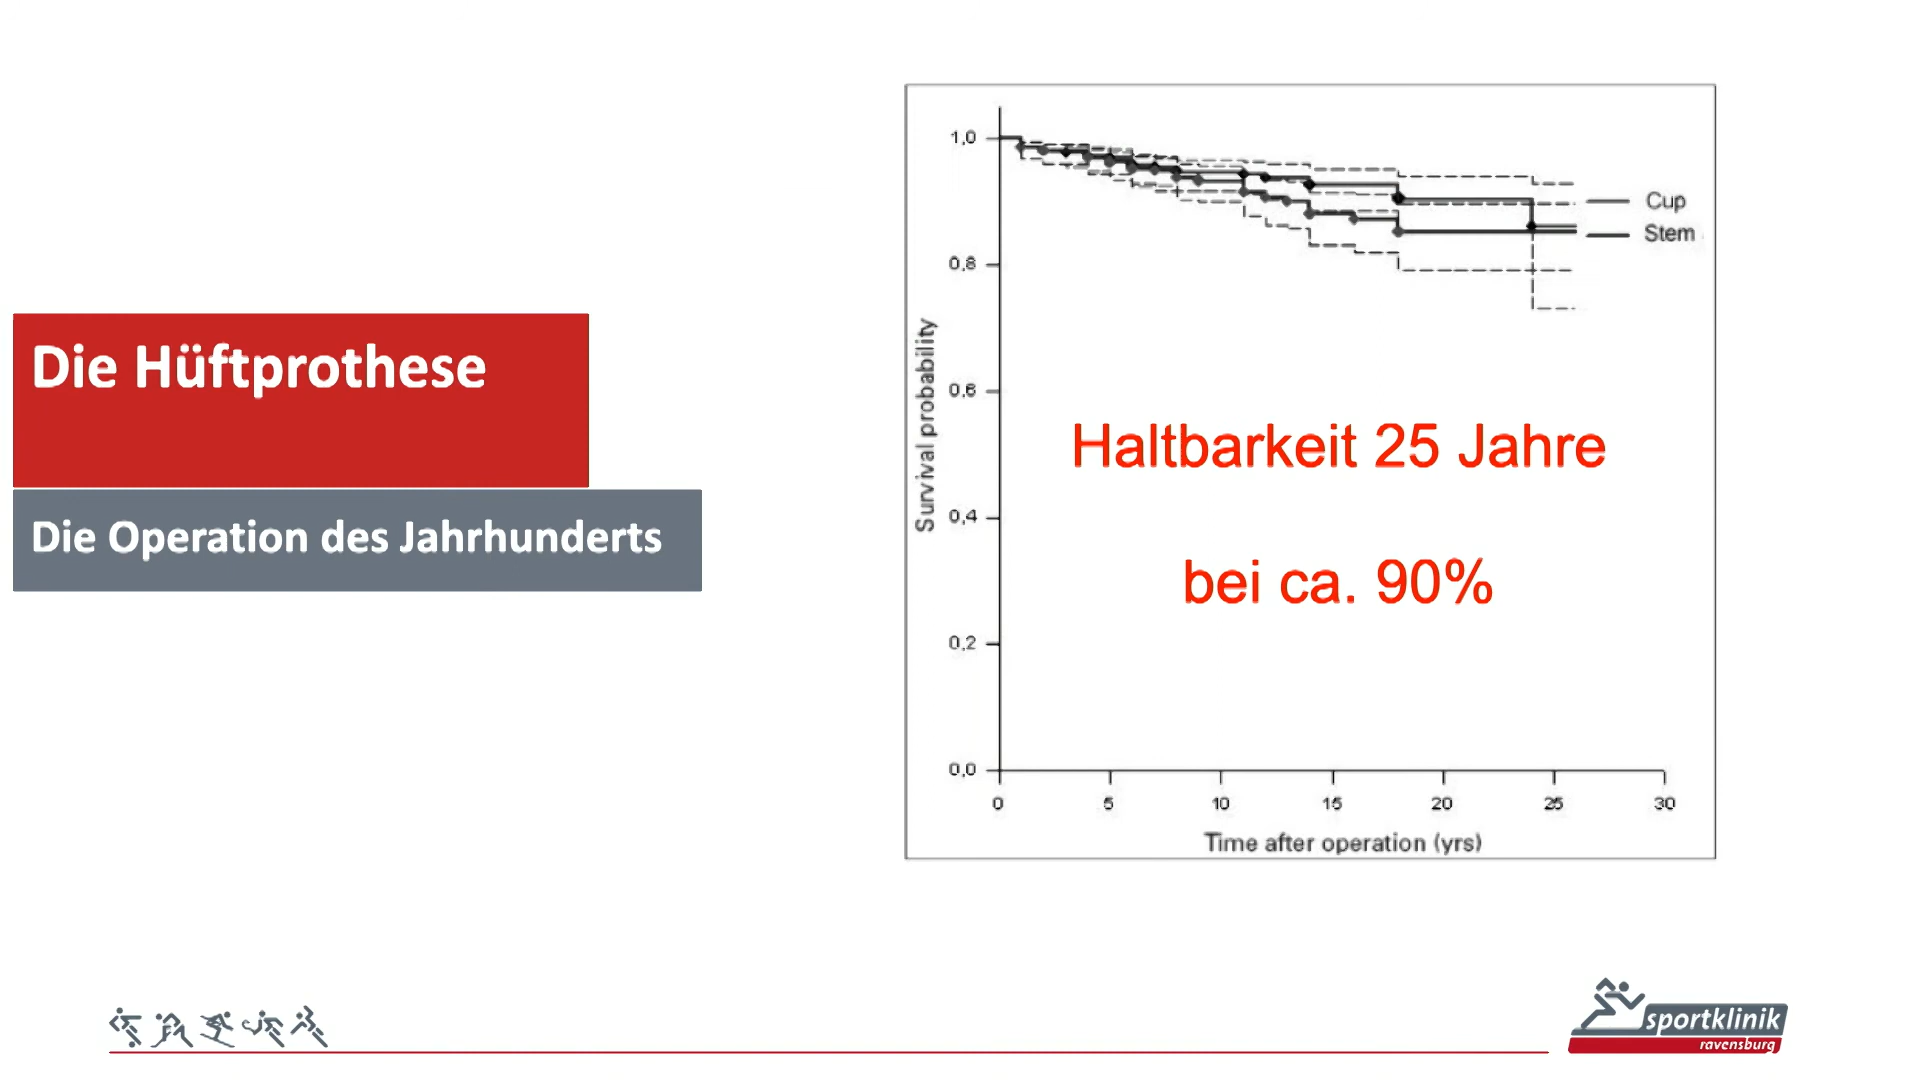 Die Hüftprothese
Die Operation des Jahrhunderts
Survival probability
1,0
0,8
0,6
0,4
0,2
0,0
Cup
Stem
Haltbarkeit 25 Jahre
bei ca. 90%
0 5 10 15 20 25 30
Time after operation (yrs)
sportklinik
ravensburg